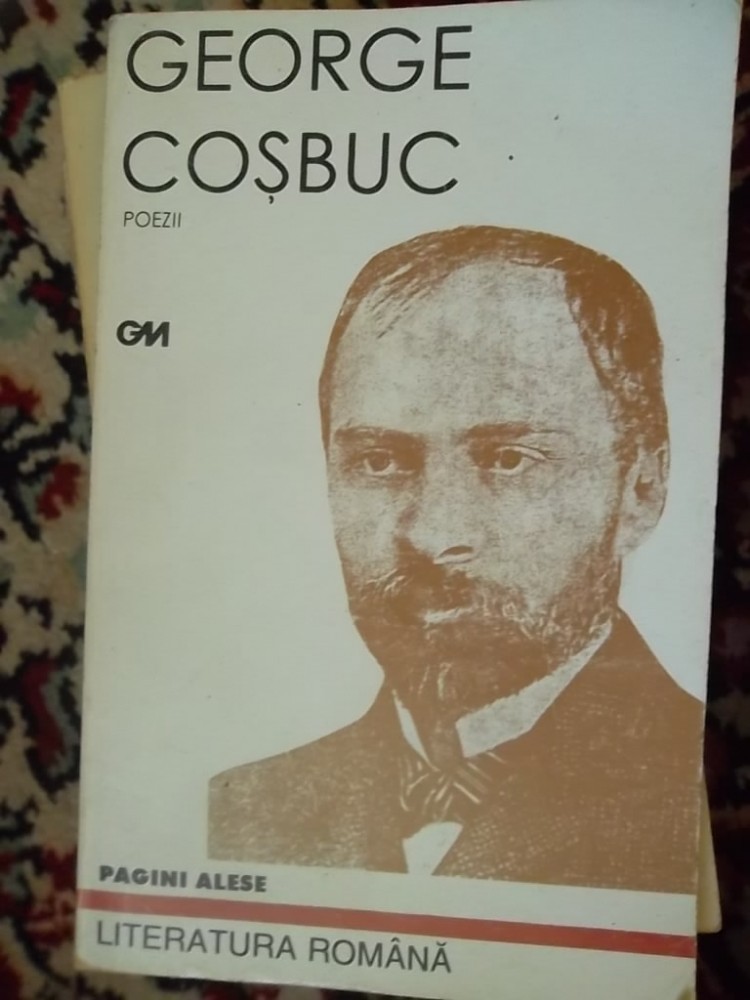 GEORGE
COȘBUC
POEZII
GM
PAGINI ALESE
LITERATURA ROMÂNĂ